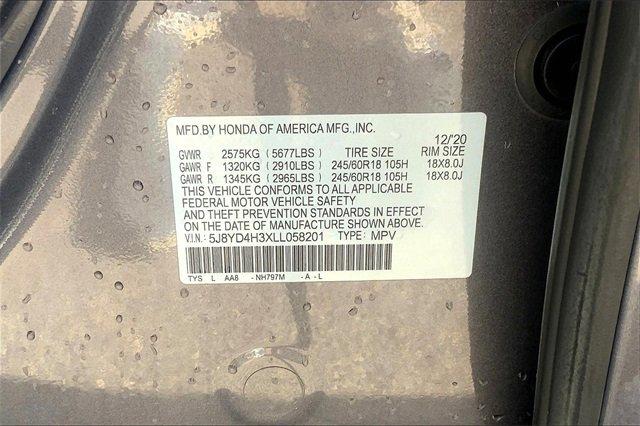 MFD.BY HONDA OF AMERICA MFG.,INC.
12/'20
GVWR 2575KG (5677LBS) TIRE SIZE RIM SIZE
GAWR F 1320KG (2910LBS) 245/60R18 105H 18X8.0J
GAWR R 1345KG (2965LBS) 245/60R18 105H 18X8.0J
THIS VEHICLE CONFORMS TO ALL APPLICABLE
FEDERAL MOTOR VEHICLE SAFETY
AND THEFT PREVENTION STANDARDS IN EFFECT
ON THE DATE OF MANUFACTURE SHOWN ABOVE.
V.I.N.: 5J8YD4H3XLL058201 TYPE: MPV
TYS L AA8 - NH797M - A - L